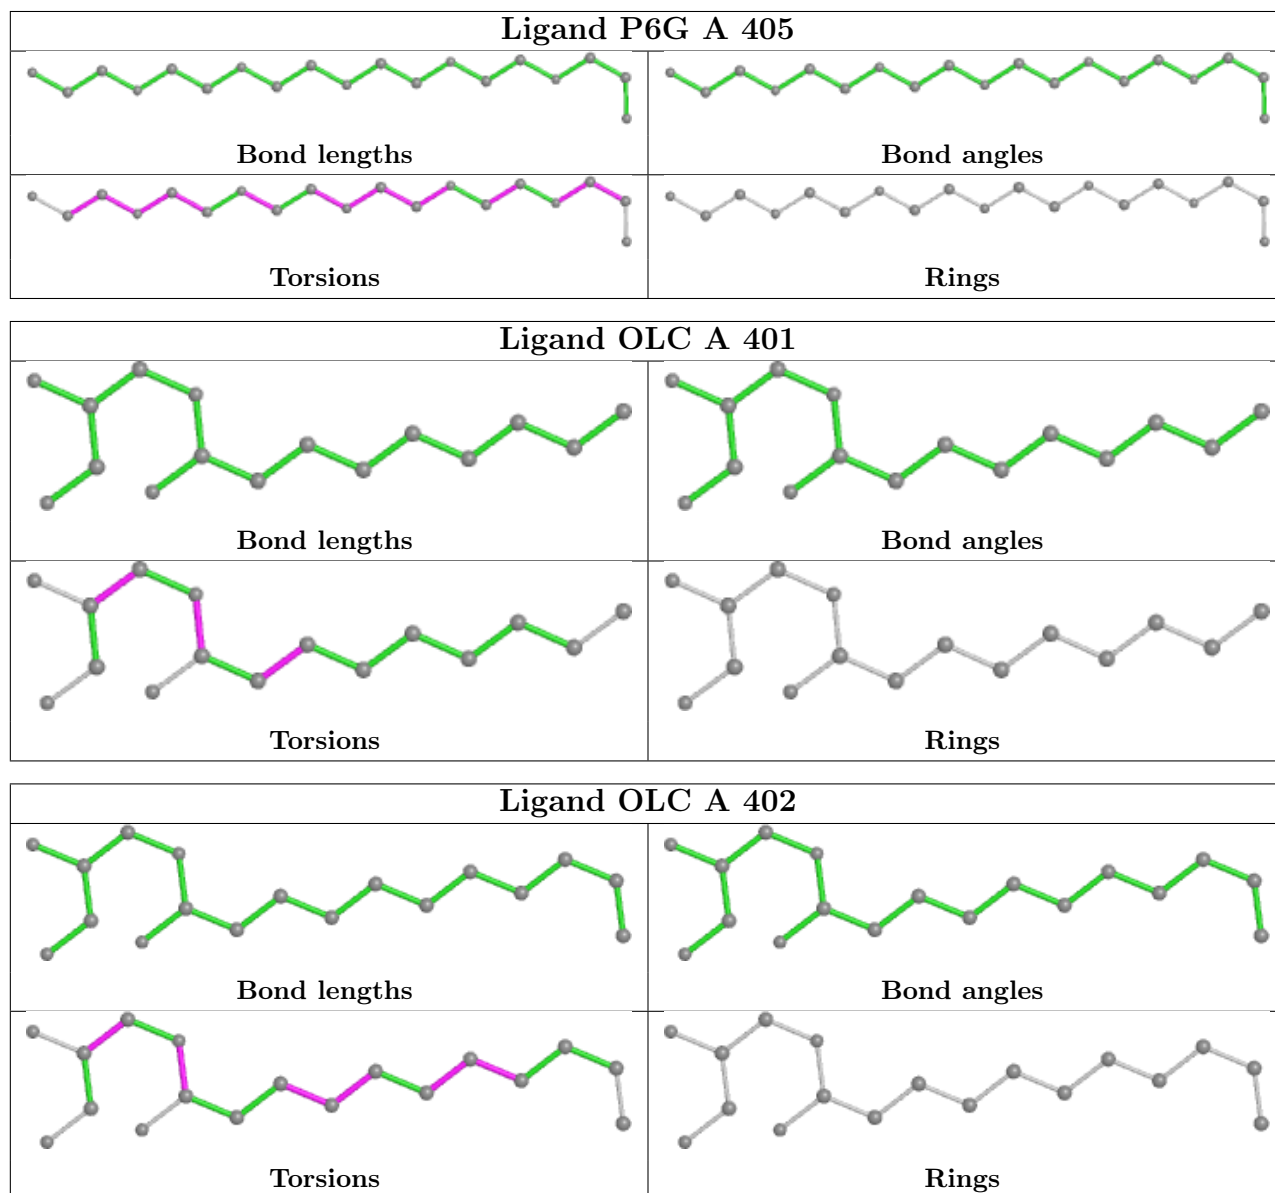 Ligand P6G A 405
Bond lengths
Bond angles
Torsions
Rings
Ligand OLC A 401
Bond lengths
Bond angles
Torsions
Rings
Ligand OLC A 402
Bond lengths
Bond angles
Torsions
Rings